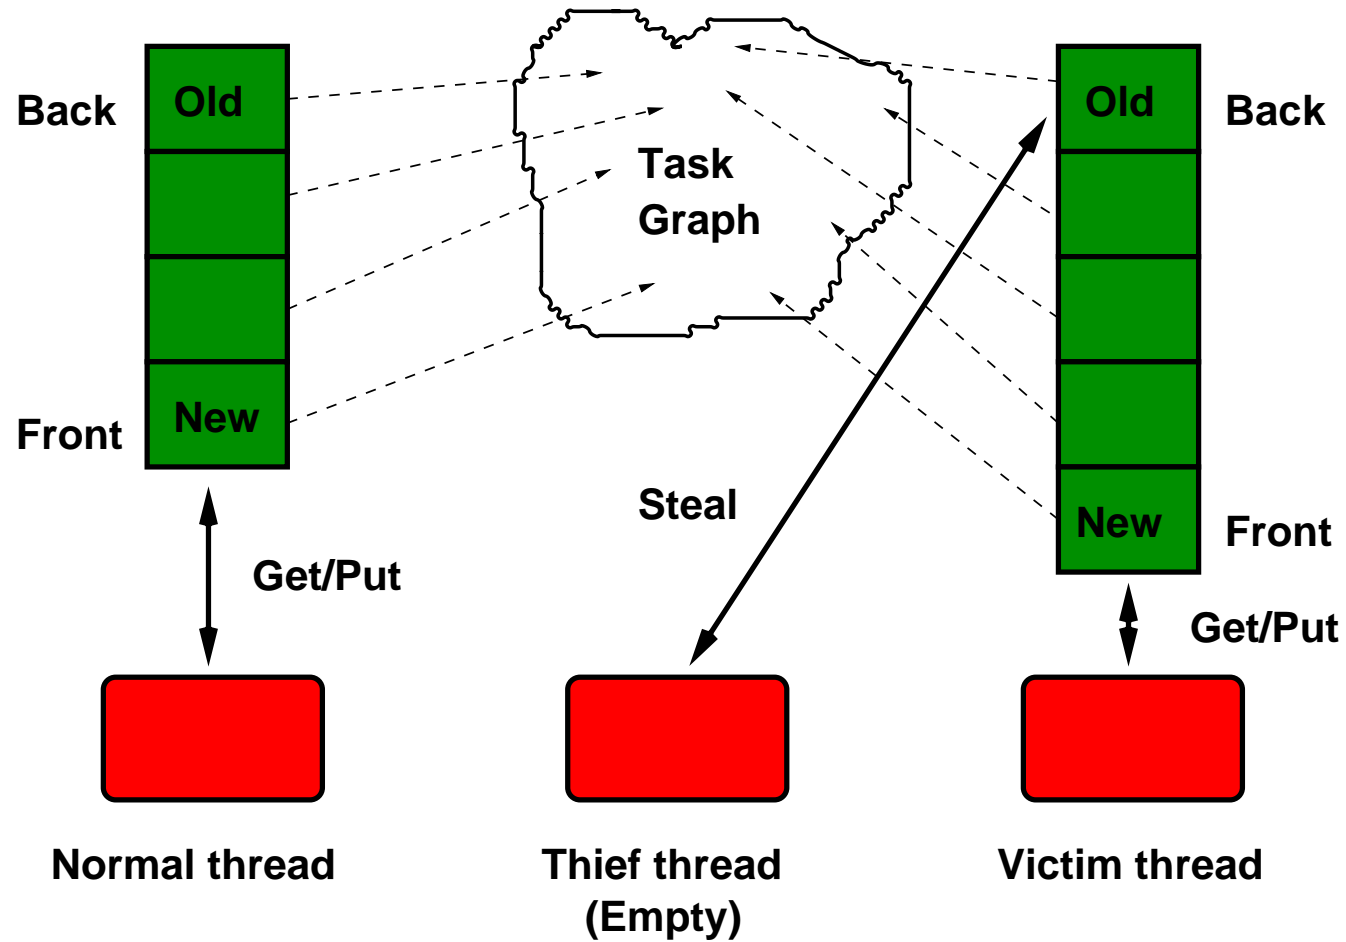 Back
Old
Old
Back
Task
Graph
Front
New
Steal
New
Front
Get/Put
Get/Put
Normal thread
Thief thread
(Empty)
Victim thread